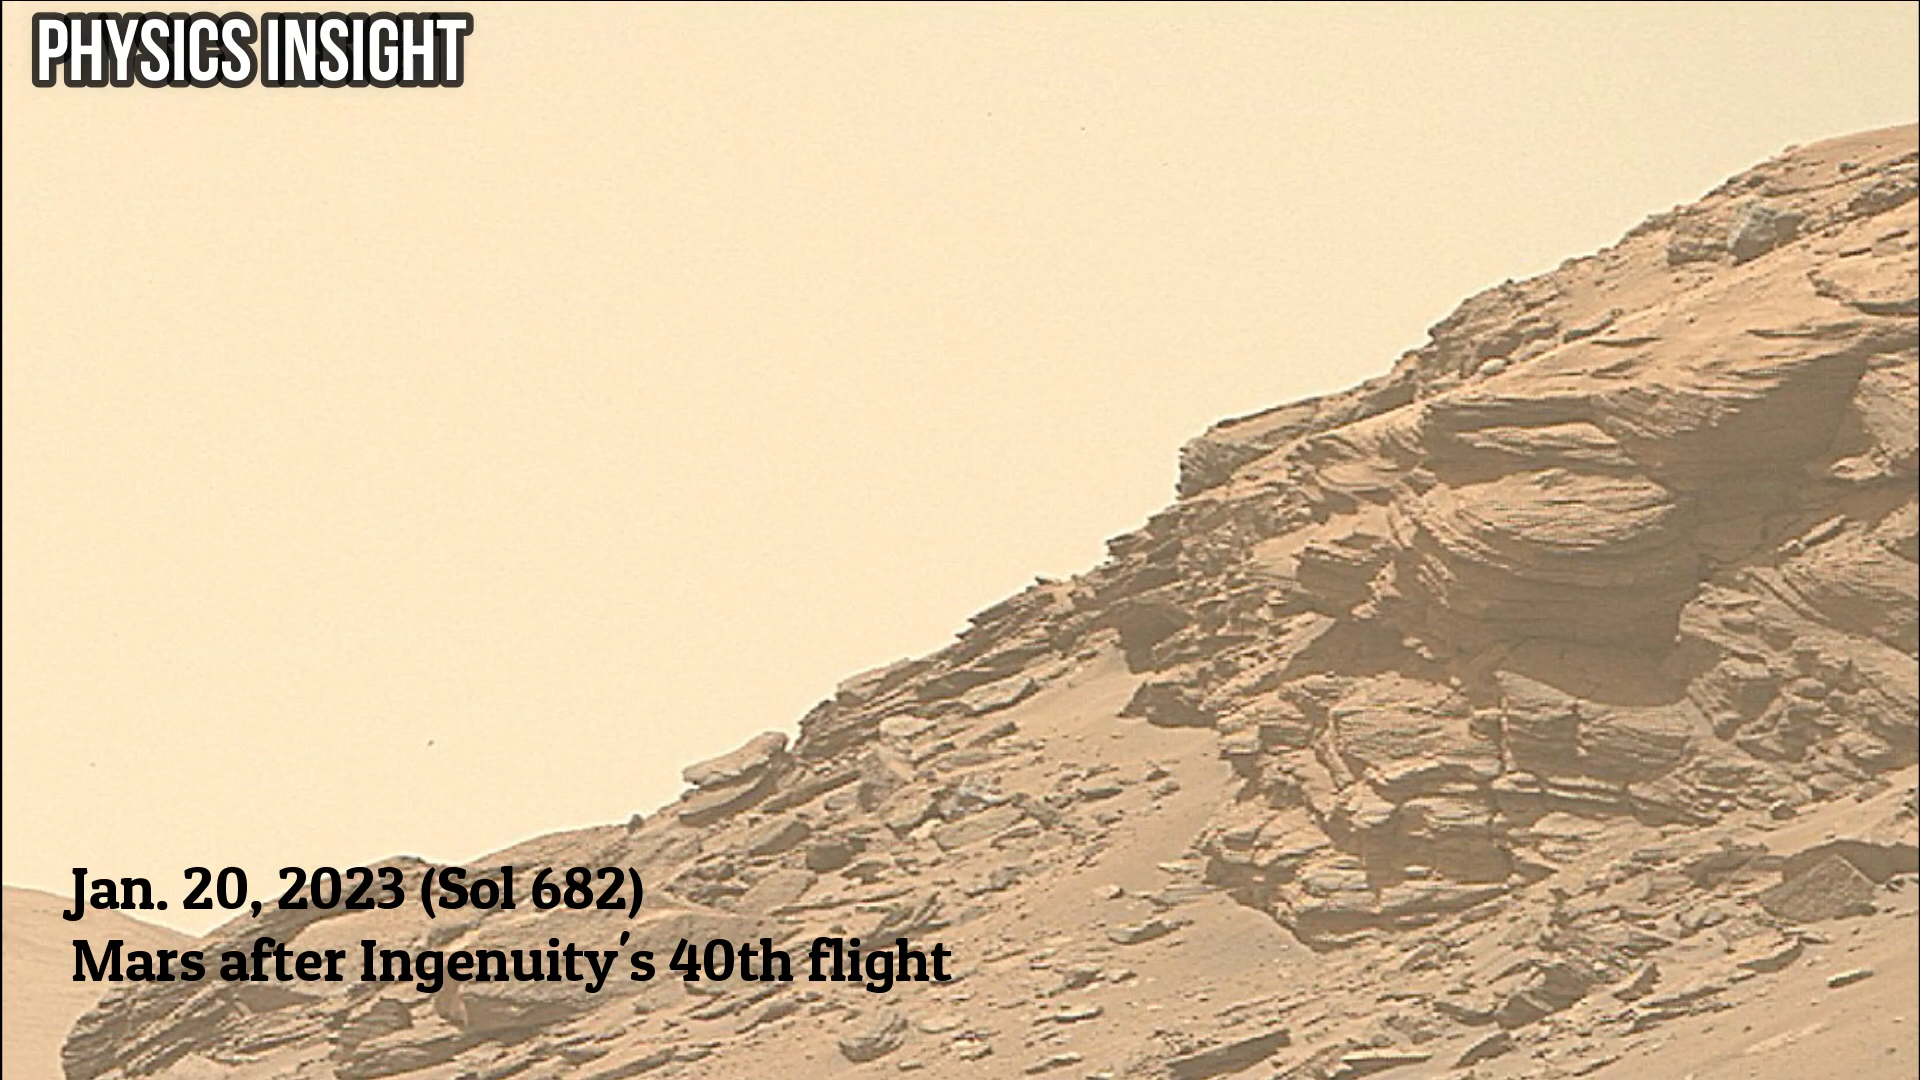 PHYSICS INSIGHT
Jan. 20, 2023 (Sol 682)
Mars after Ingenuity's 40th flight